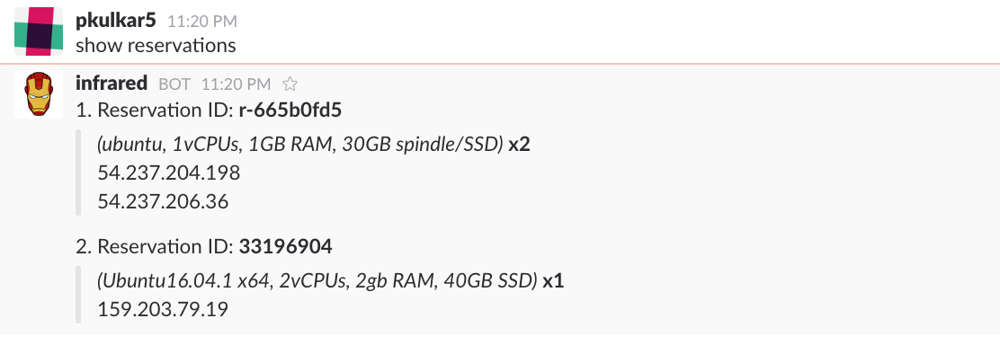 pkulkar5 11:20 PM
show reservations
infrared BOT 11:20 PM
1. Reservation ID: r-665b0fd5
(ubuntu, 1vCPUs, 1GB RAM, 30GB spindle/SSD) x2
54.237.204.198
54.237.206.36
2. Reservation ID: 33196904
(Ubuntu16.04.1 x64, 2vCPUs, 2gb RAM, 40GB SSD) x1
159.203.79.19